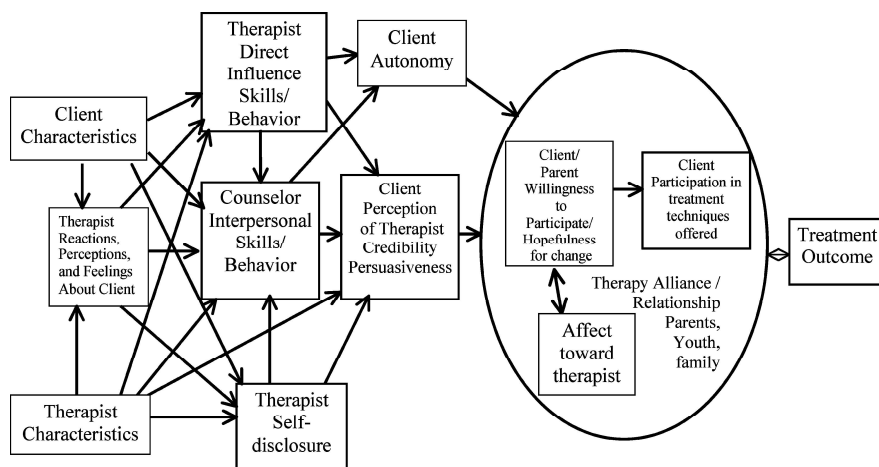 Therapist
Direct
Influence
Skills/
Behavior
Client
Autonomy
Client
Characteristics
Therapist
Reactions,
Perceptions,
and Feelings
About Client
Counselor
Interpersonal
Skills/
Behavior
Client
Perception
of Therapist
Credibility
Persuasiveness
Client/
Parent
Willingness
to
Participate/
Hopefulness
for change
Client
Participation in
treatment
techniques
offered
Therapy Alliance /
Relationship
Parents,
Youth,
family
Affect
toward
therapist
Treatment
Outcome
Therapist
Characteristics
Therapist
Self-
disclosure